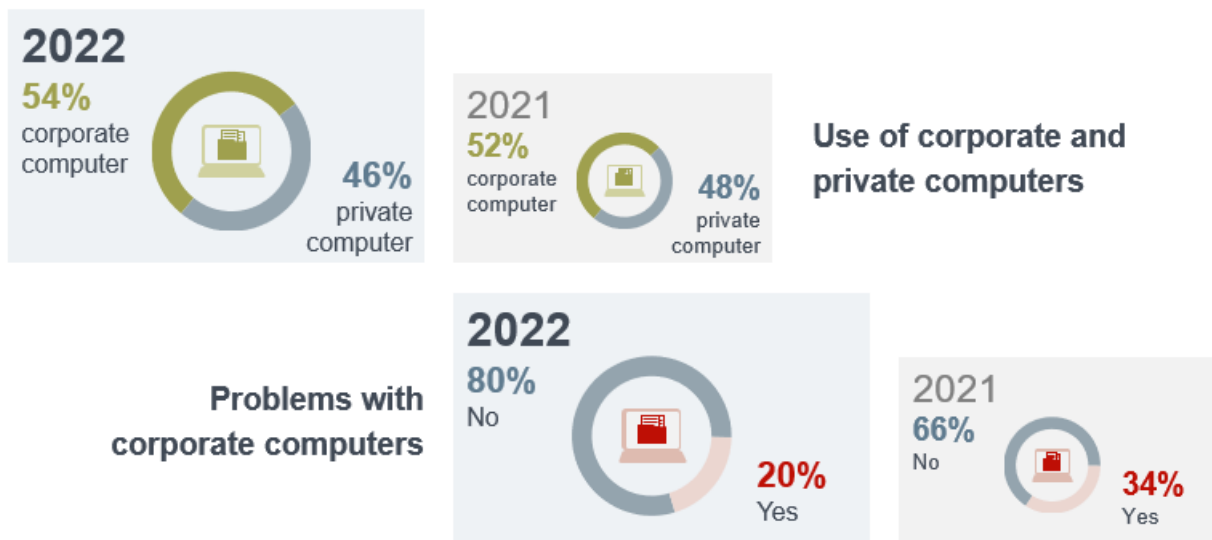 2022
54%
corporate
computer
46%
private
computer
2021
52%
corporate
computer
48%
private
computer
Use of corporate and
private computers
Problems with
corporate computers
2022
80%
No
20%
Yes
2021
66%
No
34%
Yes